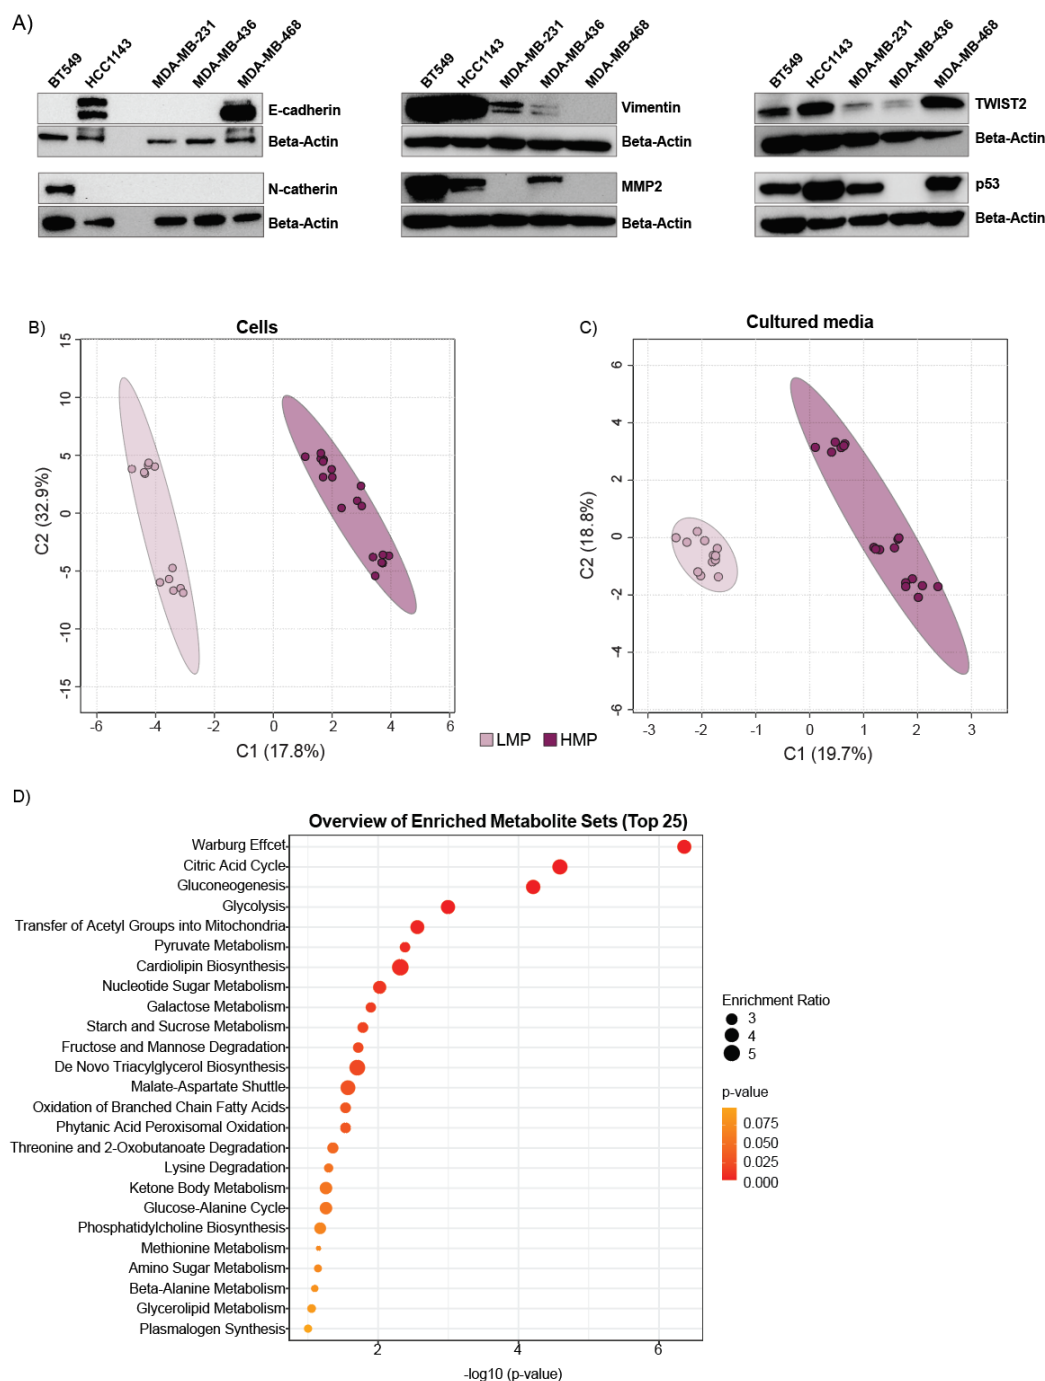 A)
BT549 HCC1143 MDA-MB-231 MDA-MB-436 MDA-MB-468
E-cadherin
Beta-Actin
N-catherin
Beta-Actin
BT549 HCC1143 MDA-MB-231 MDA-MB-436 MDA-MB-468
Vimentin
Beta-Actin
MMP2
Beta-Actin
BT549 HCC1143 MDA-MB-231 MDA-MB-436 MDA-MB-468
TWIST2
Beta-Actin
p53
Beta-Actin
B)
Cells
15
10
5
0
-5
-10
-15
C2 (32.9%)
-6 -4 -2 0 2 4 6
C1 (17.8%)
C)
Cultured media
6
4
2
0
-2
-4
-6
C2 (18.8%)
-3 -2 -1 0 1 2 3
C1 (19.7%)
LMP HMP
D)
Overview of Enriched Metabolite Sets (Top 25)
Warburg Effcet
Citric Acid Cycle
Gluconeogenesis
Glycolysis
Transfer of Acetyl Groups into Mitochondria
Pyruvate Metabolism
Cardiolipin Biosynthesis
Nucleotide Sugar Metabolism
Galactose Metabolism
Starch and Sucrose Metabolism
Fructose and Mannose Degradation
De Novo Triacylglycerol Biosynthesis
Malate-Aspartate Shuttle
Oxidation of Branched Chain Fatty Acids
Phytanic Acid Peroxisomal Oxidation
Threonine and 2-Oxobutanoate Degradation
Lysine Degradation
Ketone Body Metabolism
Glucose-Alanine Cycle
Phosphatidylcholine Biosynthesis
Methionine Metabolism
Amino Sugar Metabolism
Beta-Alanine Metabolism
Glycerolipid Metabolism
Plasmalogen Synthesis
2 4 6
-log10 (p-value)
Enrichment Ratio
3
4
5
p-value
0.075
0.050
0.025
0.000